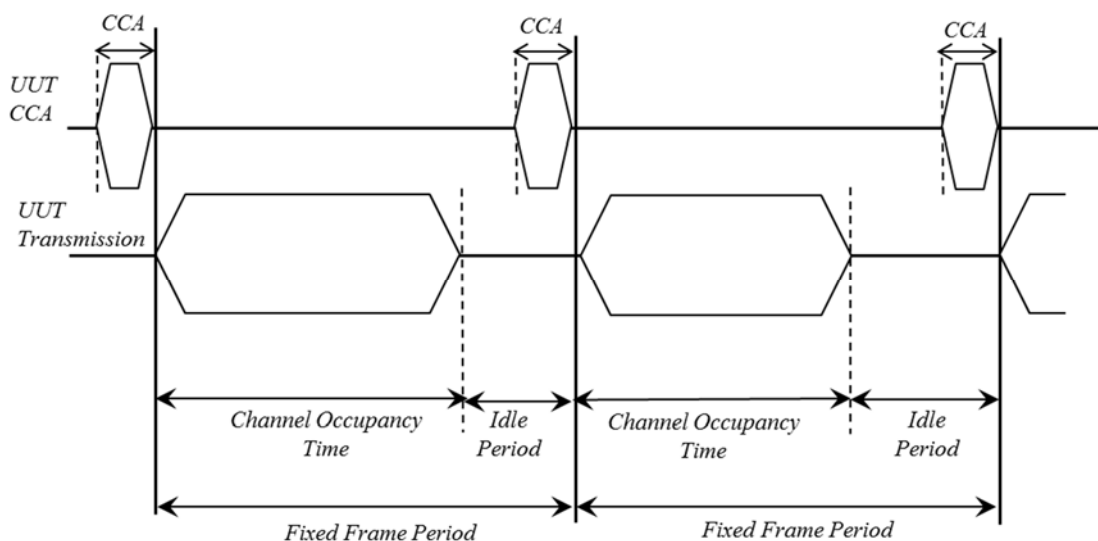 CCA
CCA
CCA
UUT
CCA
UUT
Transmission
Channel Occupancy
Time
Idle
Period
Channel Occupancy
Time
Idle
Period
Fixed Frame Period
Fixed Frame Period